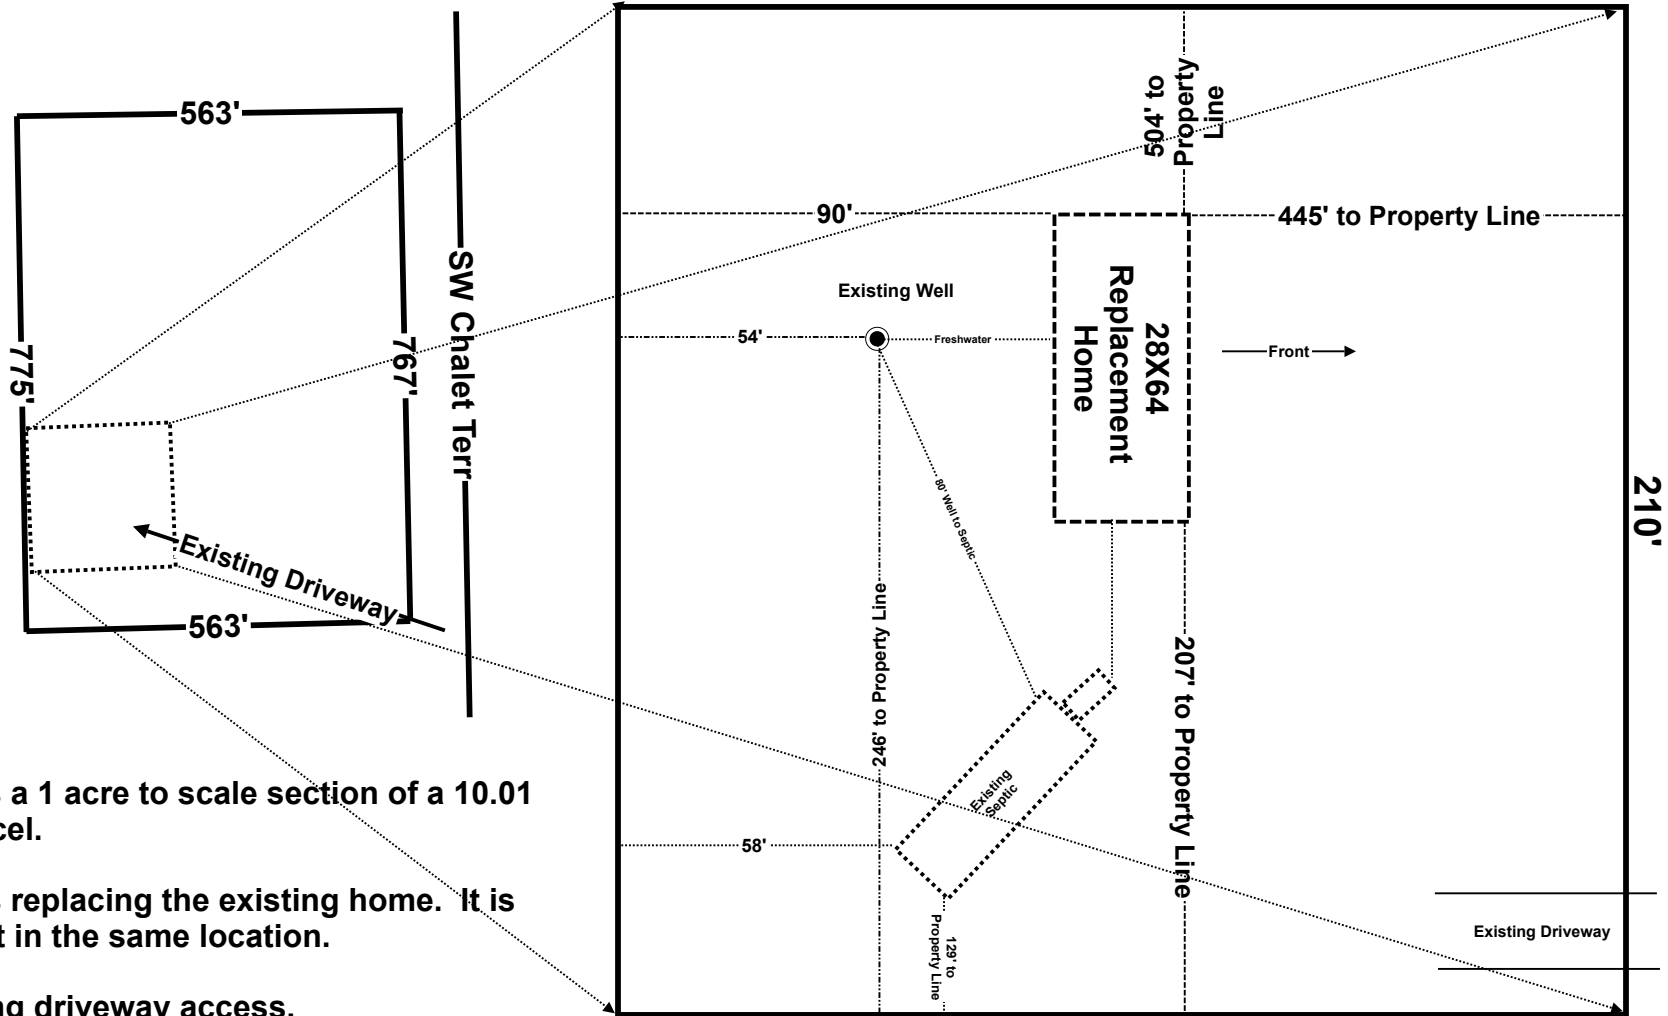 563'
775'
767'
SW Chalet Terr
Existing Driveway
563'
504' to
Property
Line
90'
445' to Property Line
Existing Well
54'
Freshwater
28X64
Replacement
Home
Front
210'
80' Well to Septic
246' to Property Line
207' to Property Line
Existing
Septic
58'
129' to
Property Line
Existing Driveway
a 1 acre to scale section of a 10.01
replacing the existing home. It is
in the same location.
driveway access.